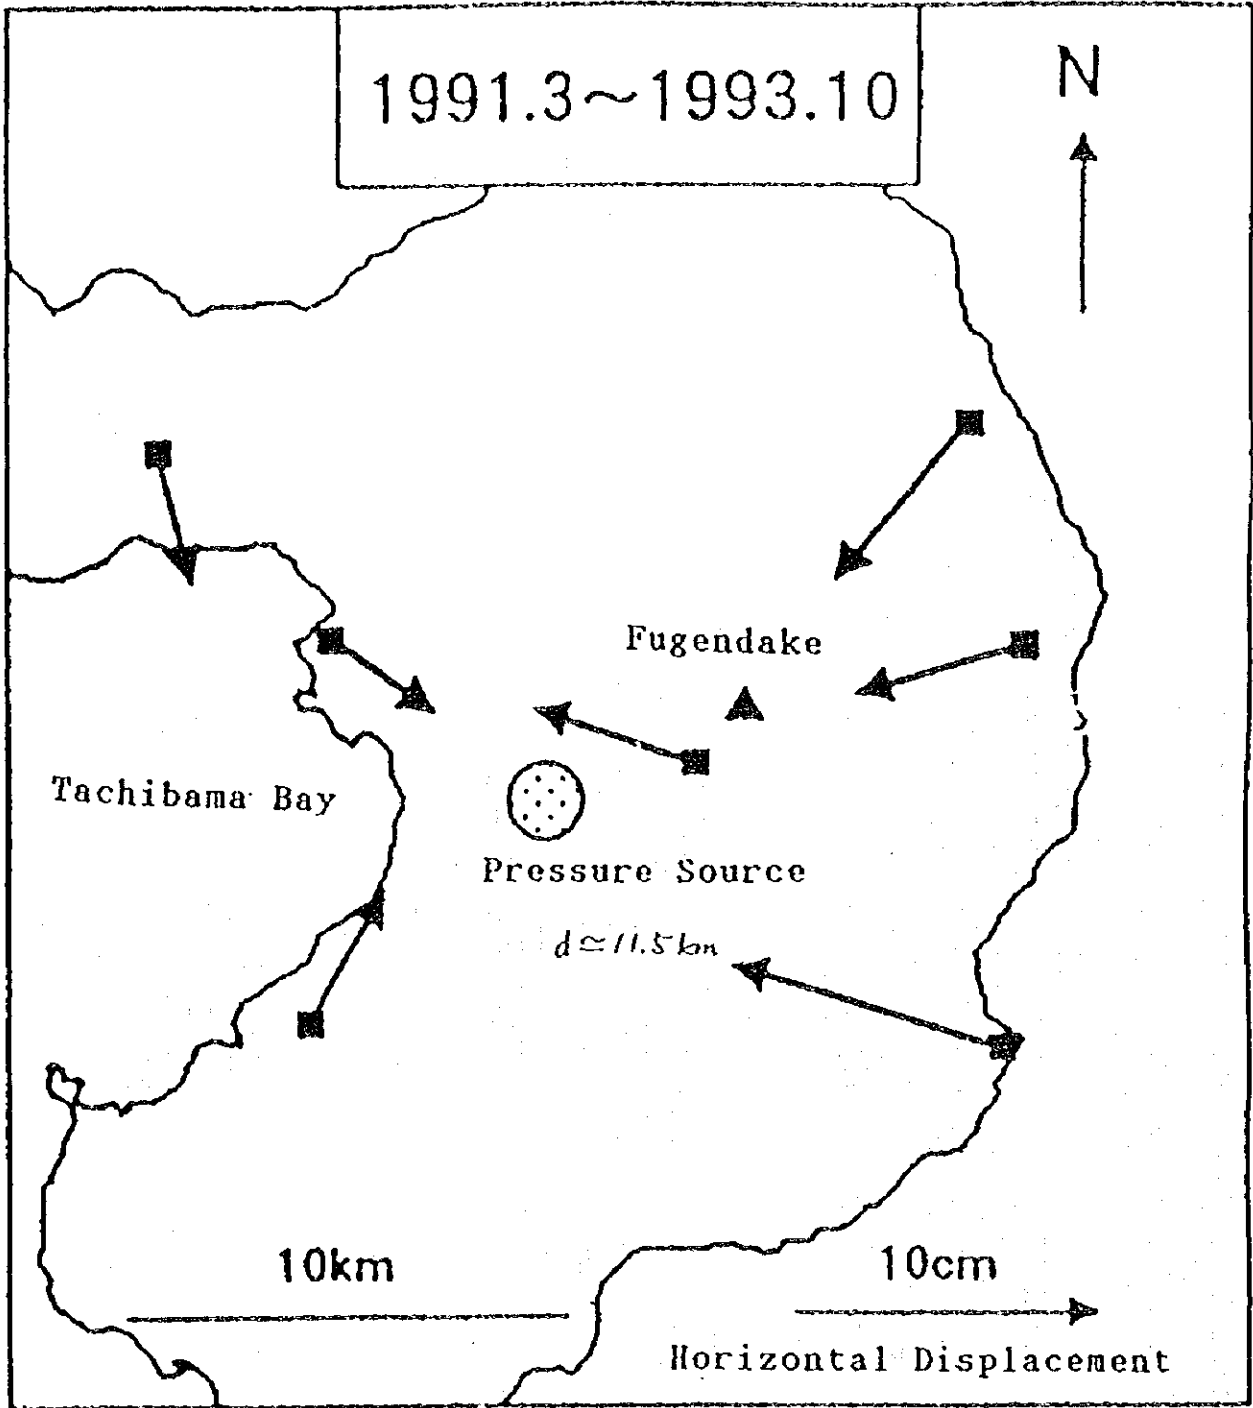 1991.3～1993.10
N
Fugendake
Tachibama Bay
Pressure Source
d≃11.5km
10km
10cm
Horizontal Displacement